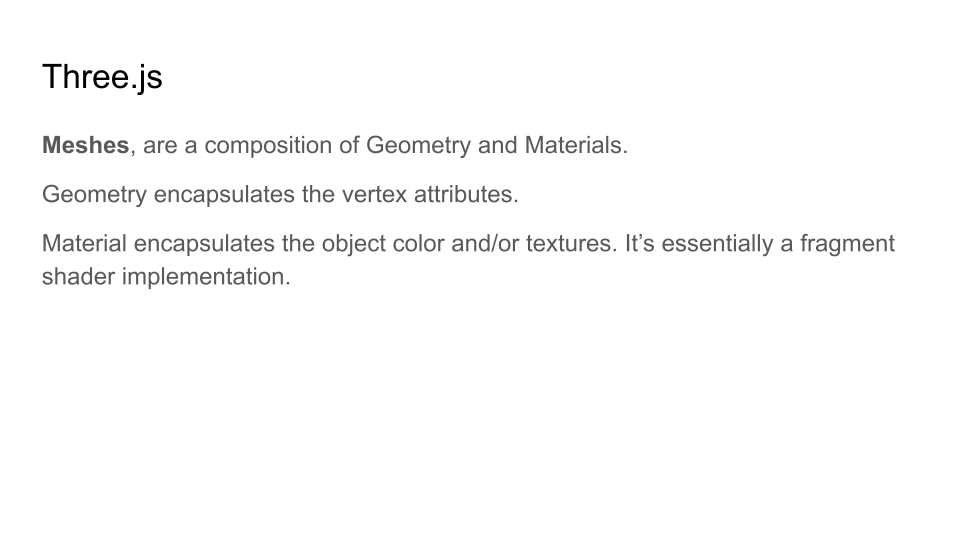 Three.js
Meshes, are a composition of Geometry and Materials.
Geometry encapsulates the vertex attributes.
Material encapsulates the object color and/or textures. It’s essentially a fragment
shader implementation.